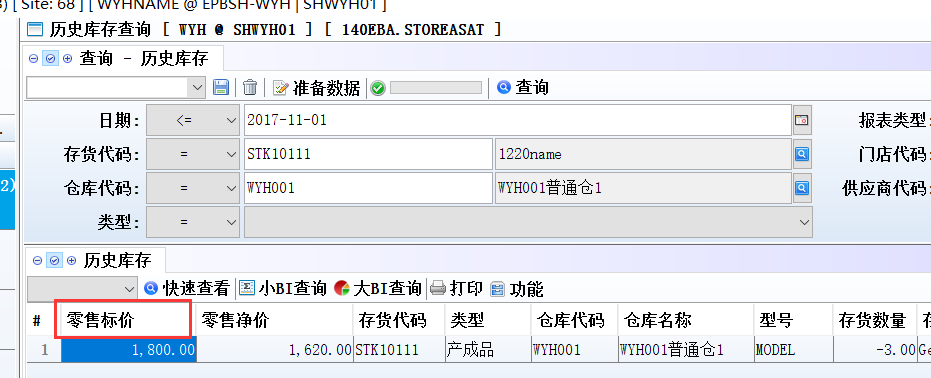 ) [ Site: 68 ] [ WYHNAME @ EPBSH-WYH | SHWYH01 ]
历史库存查询 [ WYH @ SHWYH01 ] [ 140EBA.STOREASAT ]
查询 - 历史库存
准备数据 查询
日期: <= 2017-11-01 报表类型:
存货代码: = STK10111 1220name 门店代码:
仓库代码: = WYH001 WYH001普通仓1 供应商代码:
2)
类型: =
历史库存
快速查看 小BI查询 大BI查询 打印 功能
# 零售标价 零售净价 存货代码 类型 仓库代码 仓库名称 型号 存货数量
1 1,800.00 1,620.00 STK10111 产成品 WYH001 WYH001普通仓1 MODEL -3.00 Ge